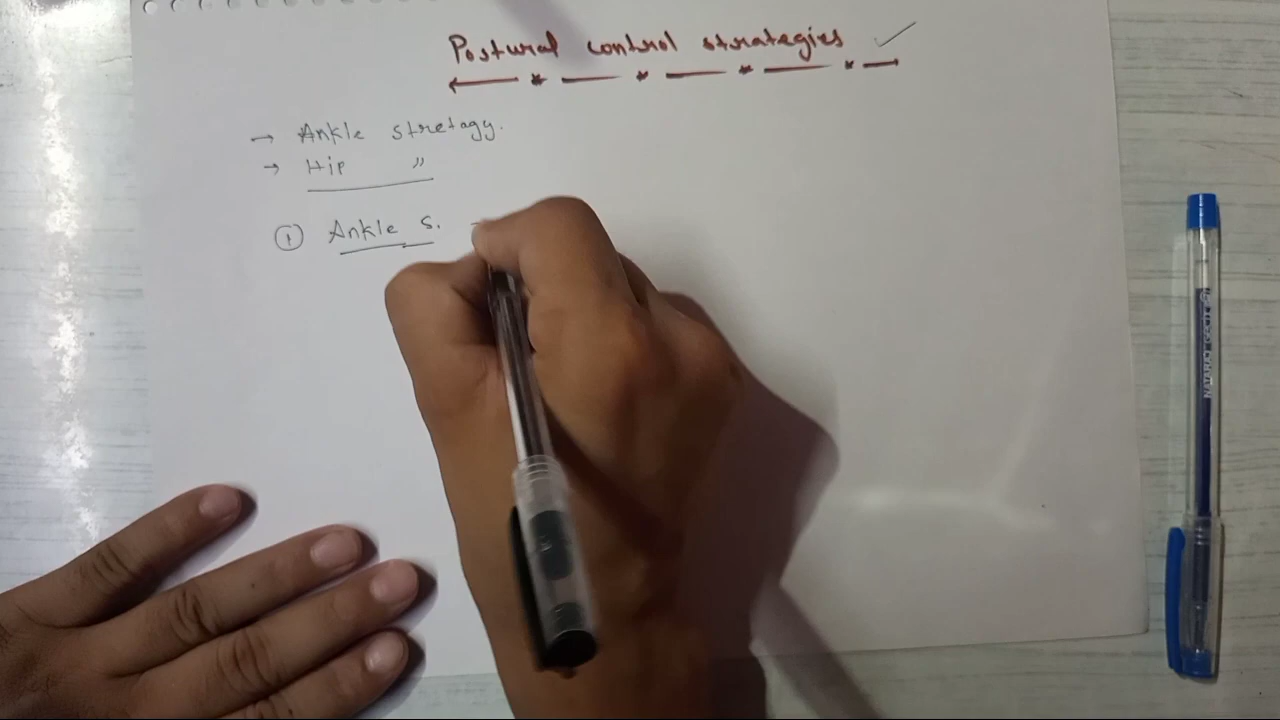 Postural control strategies
→ Ankle stretagy.
→ Hip "
① Ankle s.